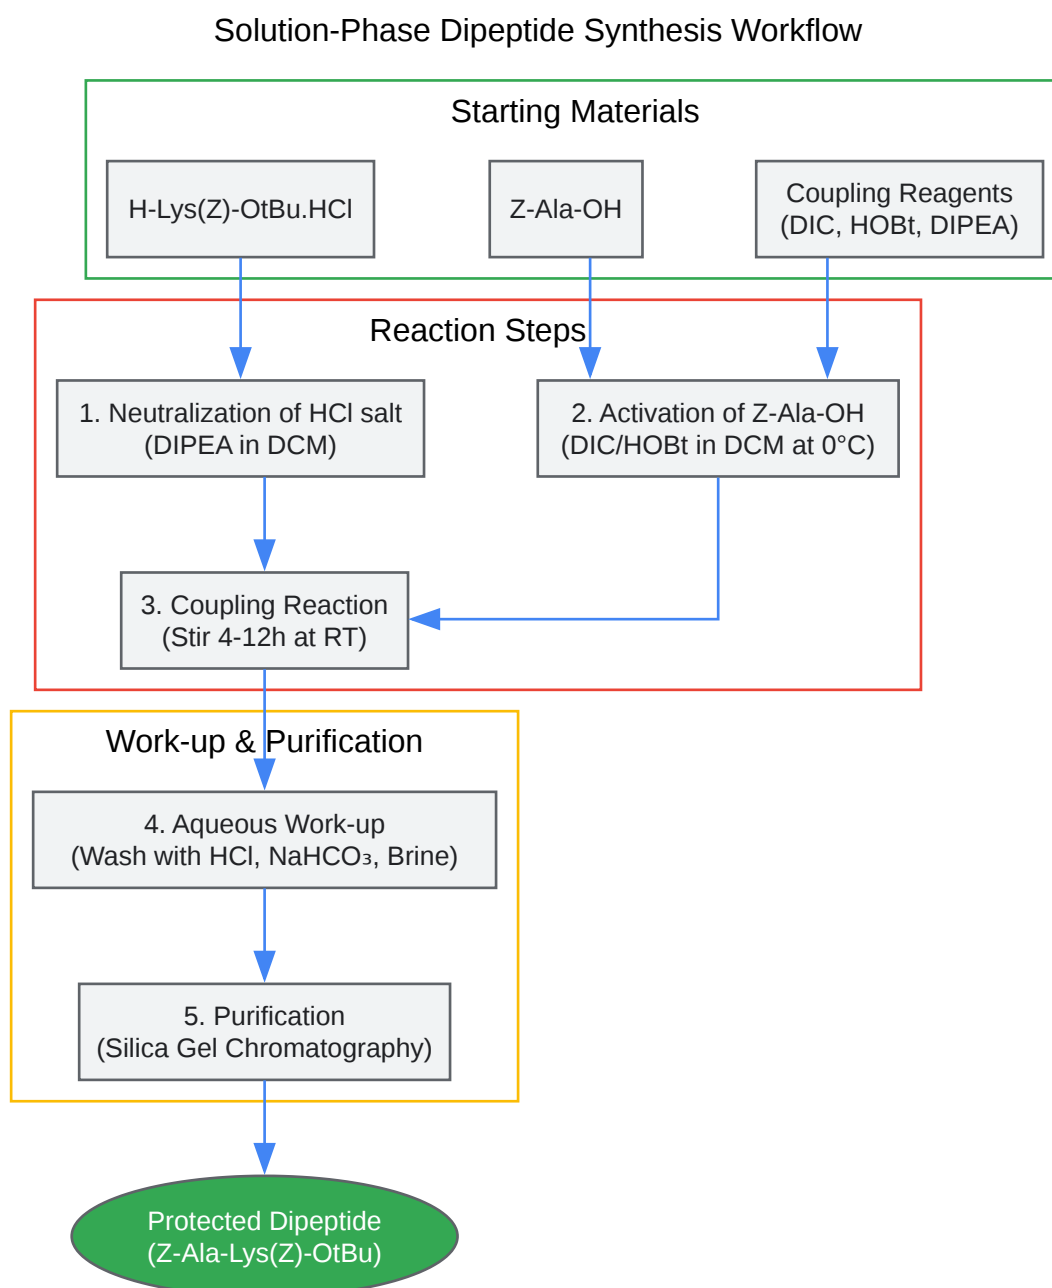 Solution-Phase Dipeptide Synthesis Workflow
Starting Materials
H-Lys(Z)-OtBu.HCl
Z-Ala-OH
Coupling Reagents
(DIC, HOBt, DIPEA)
Reaction Steps
1. Neutralization of HCl salt
(DIPEA in DCM)
2. Activation of Z-Ala-OH
(DIC/HOBt in DCM at 0°C)
3. Coupling Reaction
(Stir 4-12h at RT)
Work-up & Purification
4. Aqueous Work-up
(Wash with HCl, NaHCO₃, Brine)
5. Purification
(Silica Gel Chromatography)
Protected Dipeptide
(Z-Ala-Lys(Z)-OtBu)